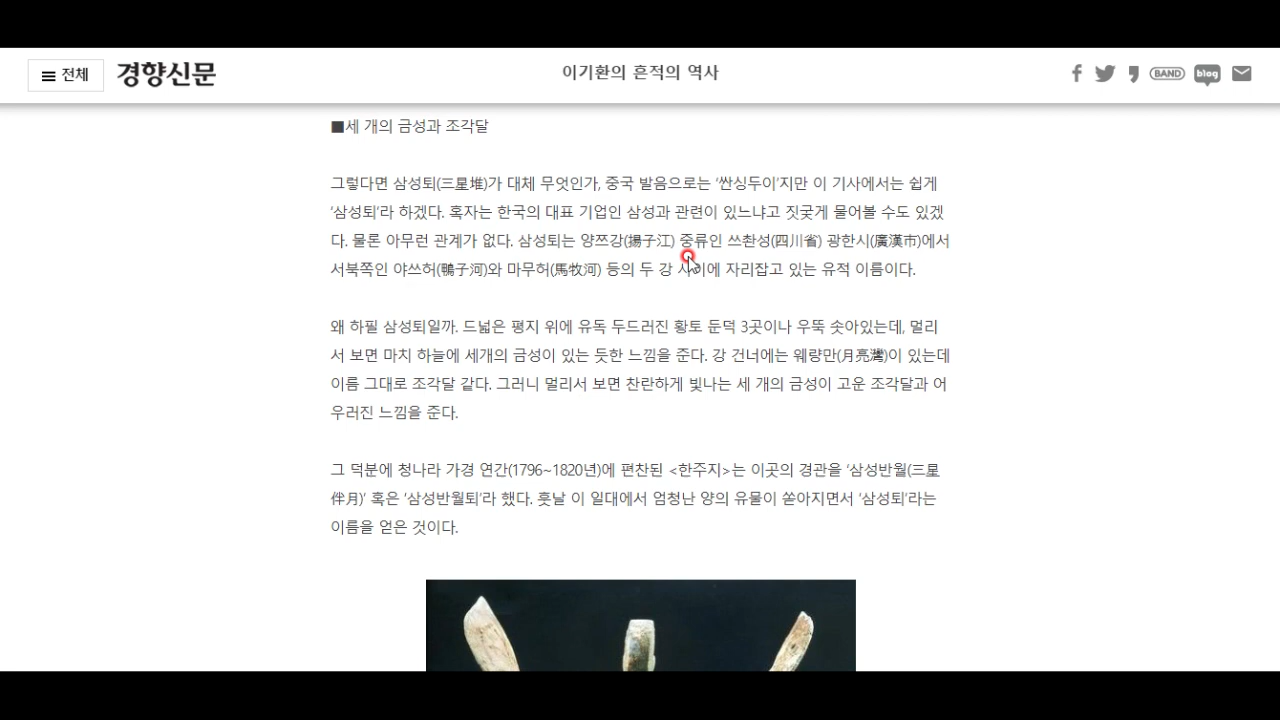 전체
경향신문
이기환의 흔적의 역사
BAND
blog
■세 개의 금성과 조각달
그렇다면 삼성퇴(三星堆)가 대체 무엇인가, 중국 발음으로는 '싼싱두이'지만 이 기사에서는 쉽게
'삼성퇴'라 하겠다. 혹자는 한국의 대표 기업인 삼성과 관련이 있느냐고 짓궂게 물어볼 수도 있겠
다. 물론 아무런 관계가 없다. 삼성퇴는 양쯔강(揚子江) 중류인 쓰촨성(四川省) 광한시(廣漢市)에서
서북쪽인 야쓰허(鴨子河)와 마무허(馬牧河) 등의 두 강 사이에 자리잡고 있는 유적 이름이다.
왜 하필 삼성퇴일까. 드넓은 평지 위에 유독 두드러진 황토 둔덕 3곳이나 우뚝 솟아있는데, 멀리
서 보면 마치 하늘에 세개의 금성이 있는 듯한 느낌을 준다. 강 건너에는 웨량만(月亮灣)이 있는데
이름 그대로 조각달 같다. 그러니 멀리서 보면 찬란하게 빛나는 세 개의 금성이 고운 조각달과 어
우러진 느낌을 준다.
그 덕분에 청나라 가경 연간(1796~1820년)에 편찬된 <한주지>는 이곳의 경관을 '삼성반월(三星
伴月)' 혹은 '삼성반월퇴'라 했다. 훗날 이 일대에서 엄청난 양의 유물이 쏟아지면서 '삼성퇴'라는
이름을 얻은 것이다.